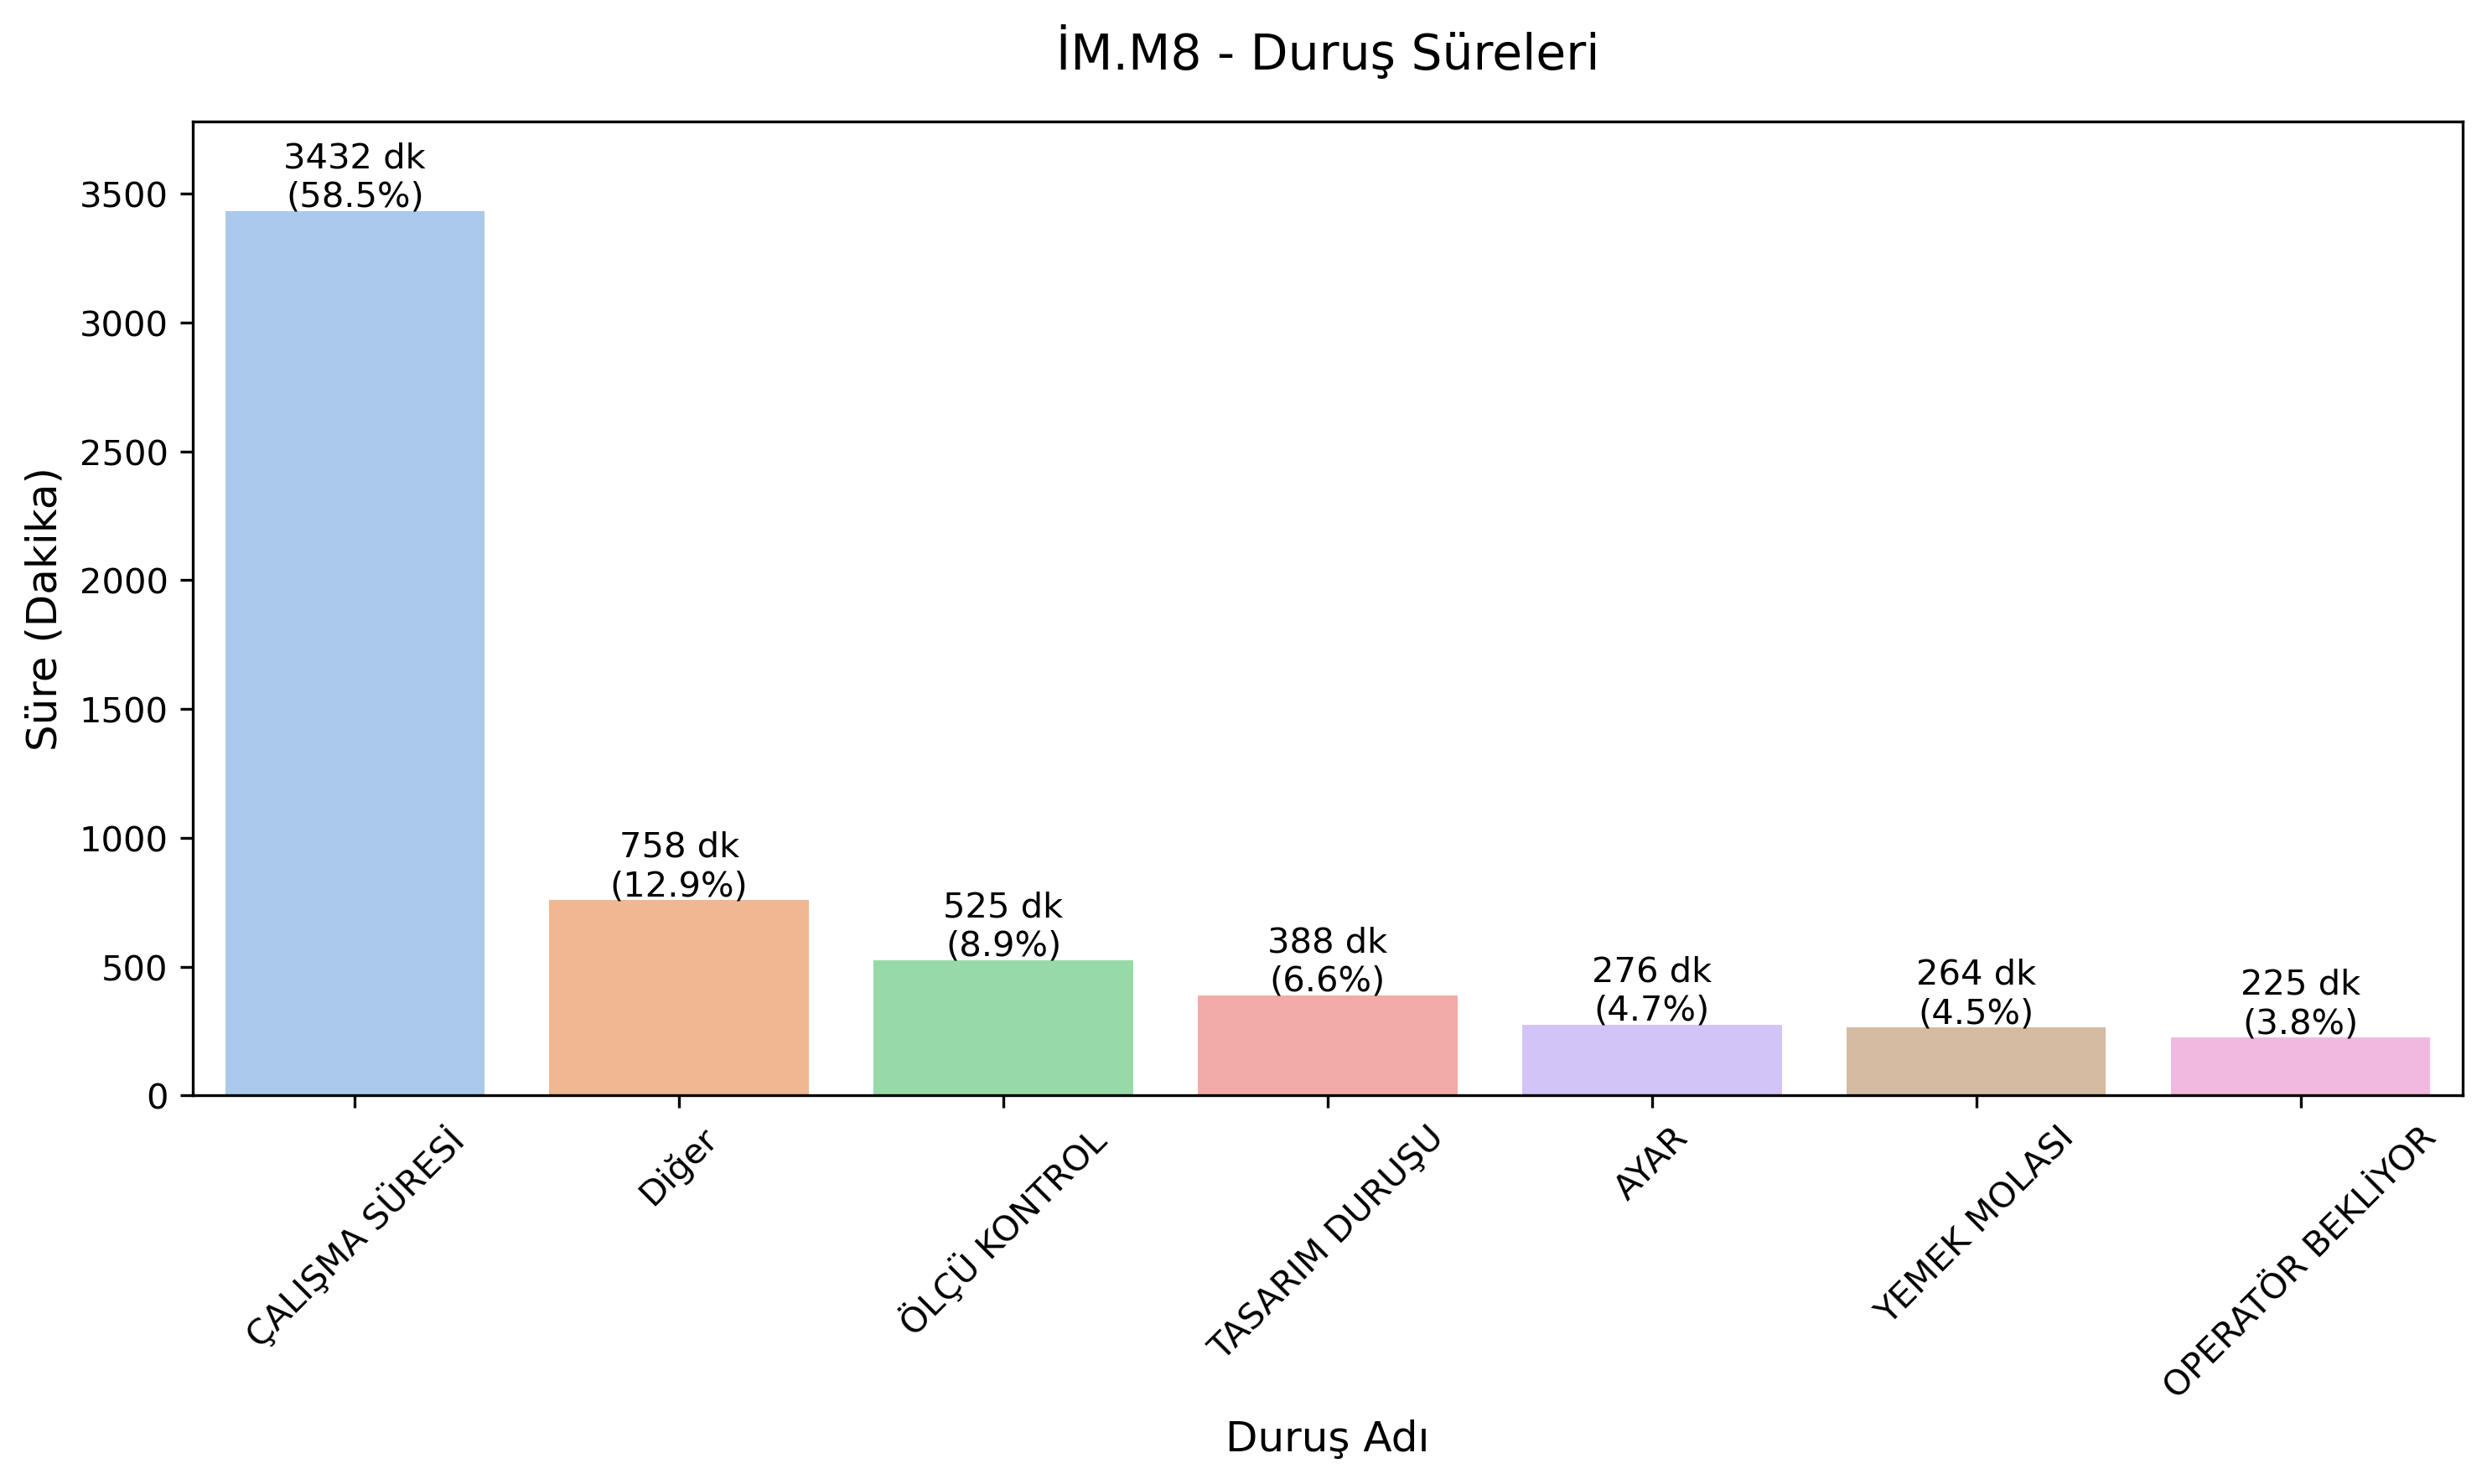 İM.M8 - Duruş Süreleri
Süre (Dakika)
3500
3000
2500
2000
1500
1000
500
0
3432 dk
(58.5%)
758 dk
(12.9%)
525 dk
(8.9%)
388 dk
(6.6%)
276 dk
(4.7%)
264 dk
(4.5%)
225 dk
(3.8%)
ÇALIŞMA SÜRESİ
Diğer
ÖLÇÜ KONTROL
TASARIM DURUŞU
AYAR
YEMEK MOLASI
OPERATÖR BEKLİYOR
Duruş Adı